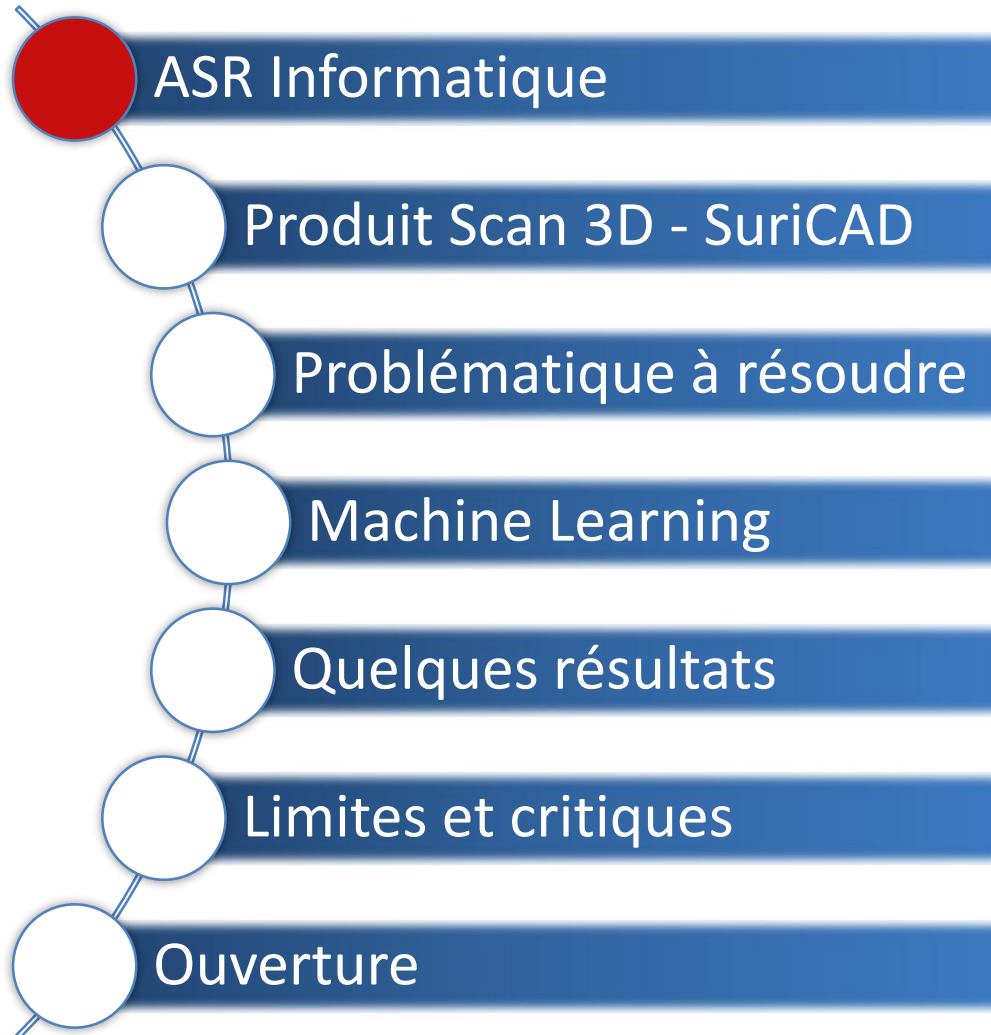 ASR Informatique
Produit Scan 3D - SuriCAD
Problématique à résoudre
Machine Learning
Quelques résultats
Limites et critiques
Ouverture